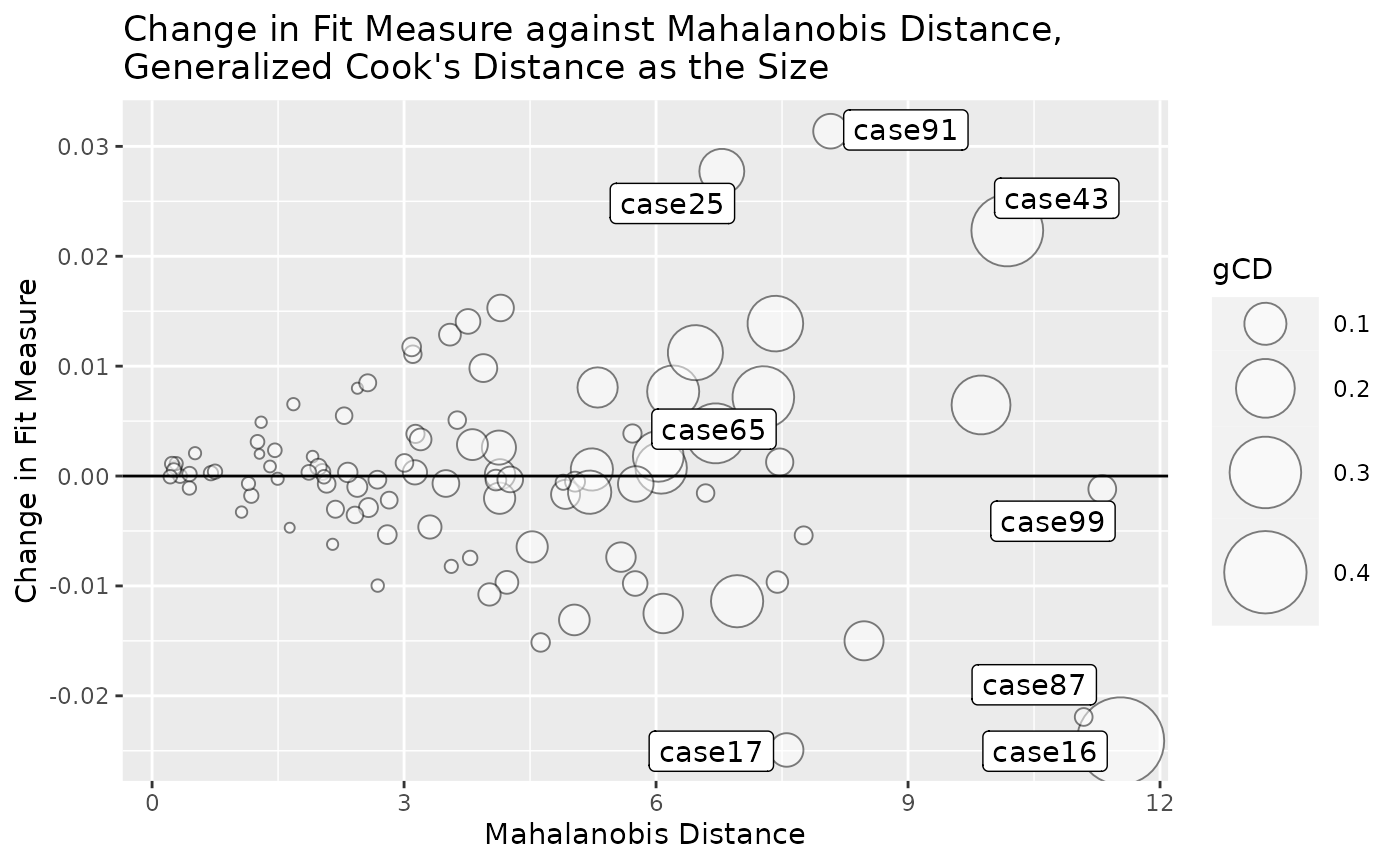 Change in Fit Measure against Mahalanobis Distance,
Generalized Cook's Distance as the Size
Change in Fit Measure
0.03
0.02
0.01
0.00
-0.01
-0.02
case91
case25
case43
case65
case99
case87
case17
case16
0
3
6
9
12
Mahalanobis Distance
gCD
0.1
0.2
0.3
0.4